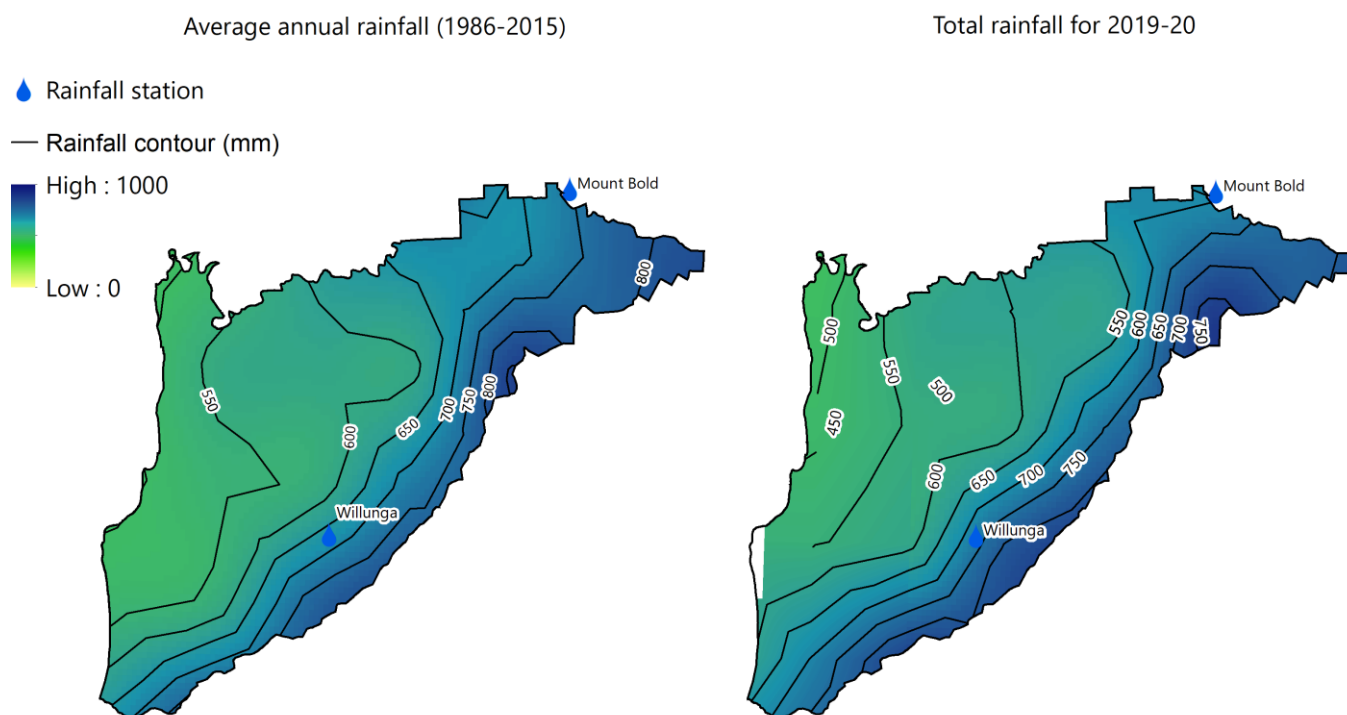 Average annual rainfall (1986-2015)
Total rainfall for 2019-20
Rainfall station
Rainfall contour (mm)
High : 1000
Low : 0
Mount Bold
800
550
600
650
700
750
800
Willunga
Mount Bold
500
550
500
450
550
600
650
700
750
600
650
700
750
Willunga